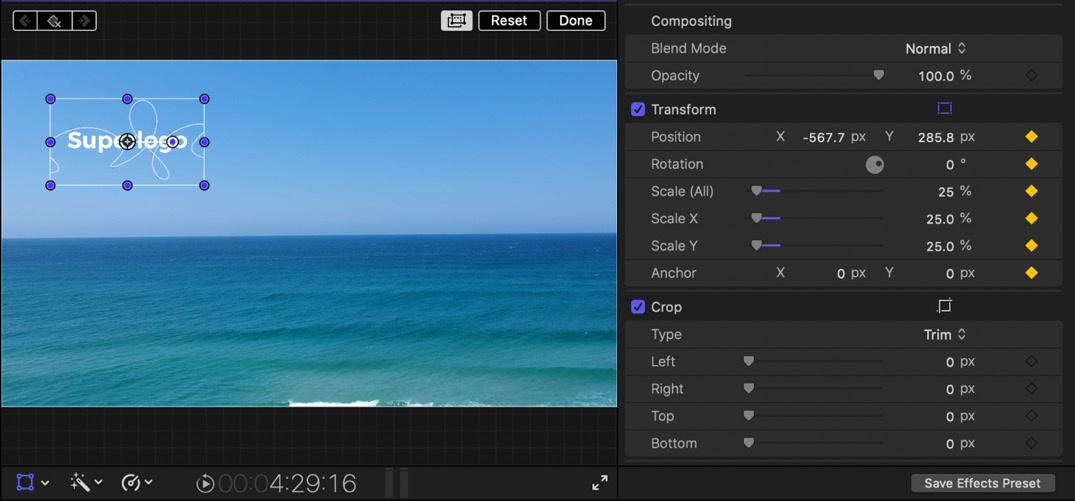 Reset
Done
Superlogo
00:04:29:16
Compositing
Blend Mode Normal
Opacity 100.0 %
Transform
Position X -567.7 px Y 285.8 px
Rotation 0 °
Scale (All) 25 %
Scale X 25.0 %
Scale Y 25.0 %
Anchor X 0 px Y 0 px
Crop
Type Trim
Left 0 px
Right 0 px
Top 0 px
Bottom 0 px
Save Effects Preset